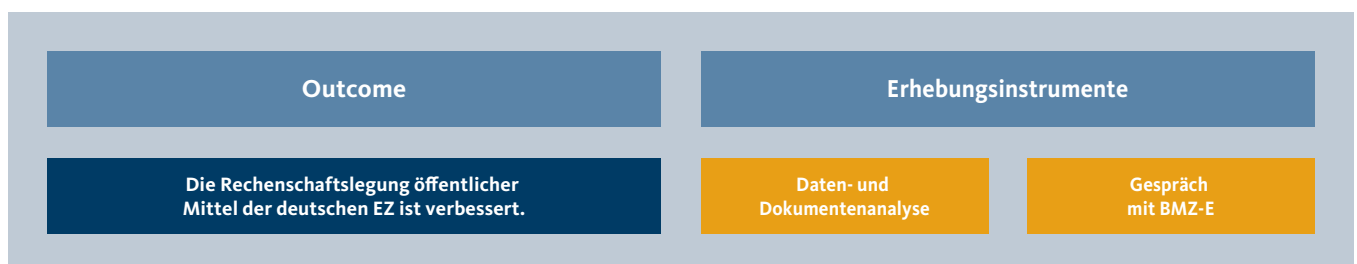 Outcome
Erhebungsinstrumente
Die Rechenschaftslegung öffentlicher
Mittel der deutschen EZ ist verbessert.
Daten- und
Dokumentenanalyse
Gespräch
mit BMZ-E